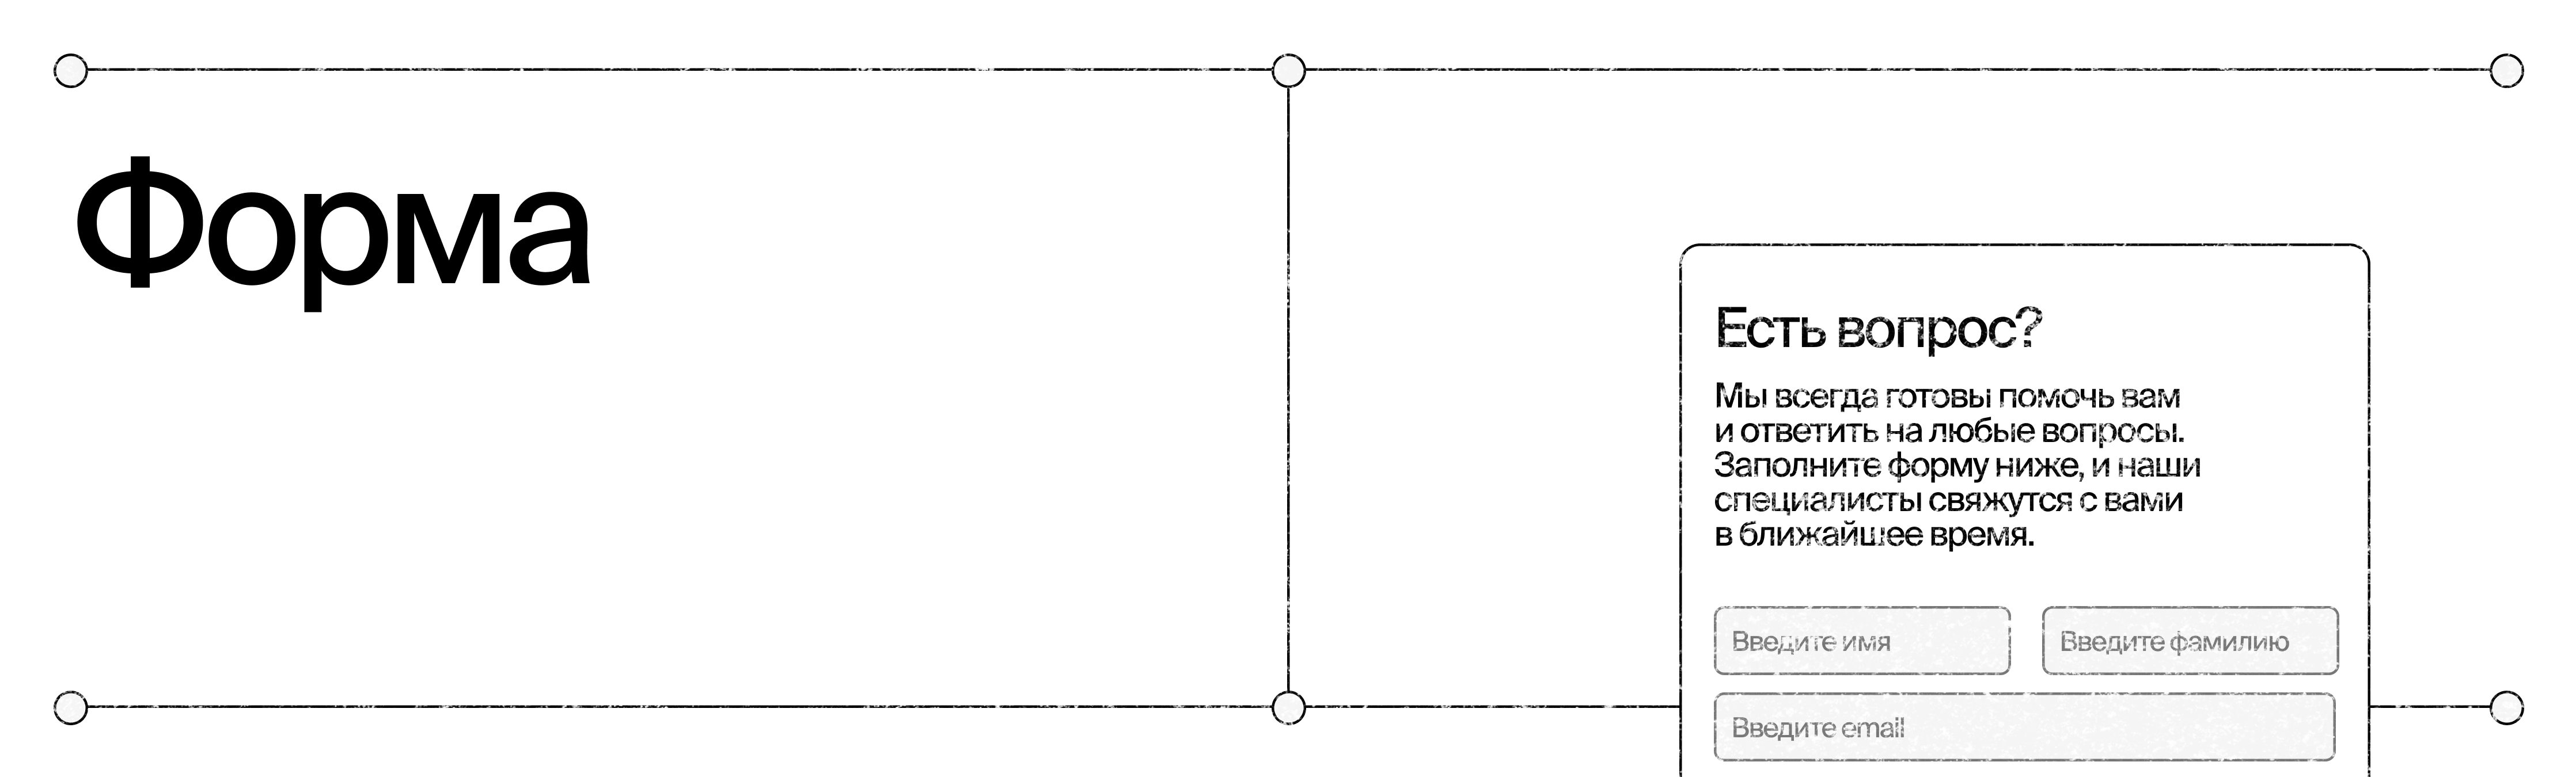 Форма
Есть вопрос?
Мы всегда готовы помочь вам
и ответить на любые вопросы.
Заполните форму ниже, и наши
специалисты свяжутся с вами
в ближайшее время.
Введите имя
Введите фамилию
Введите email